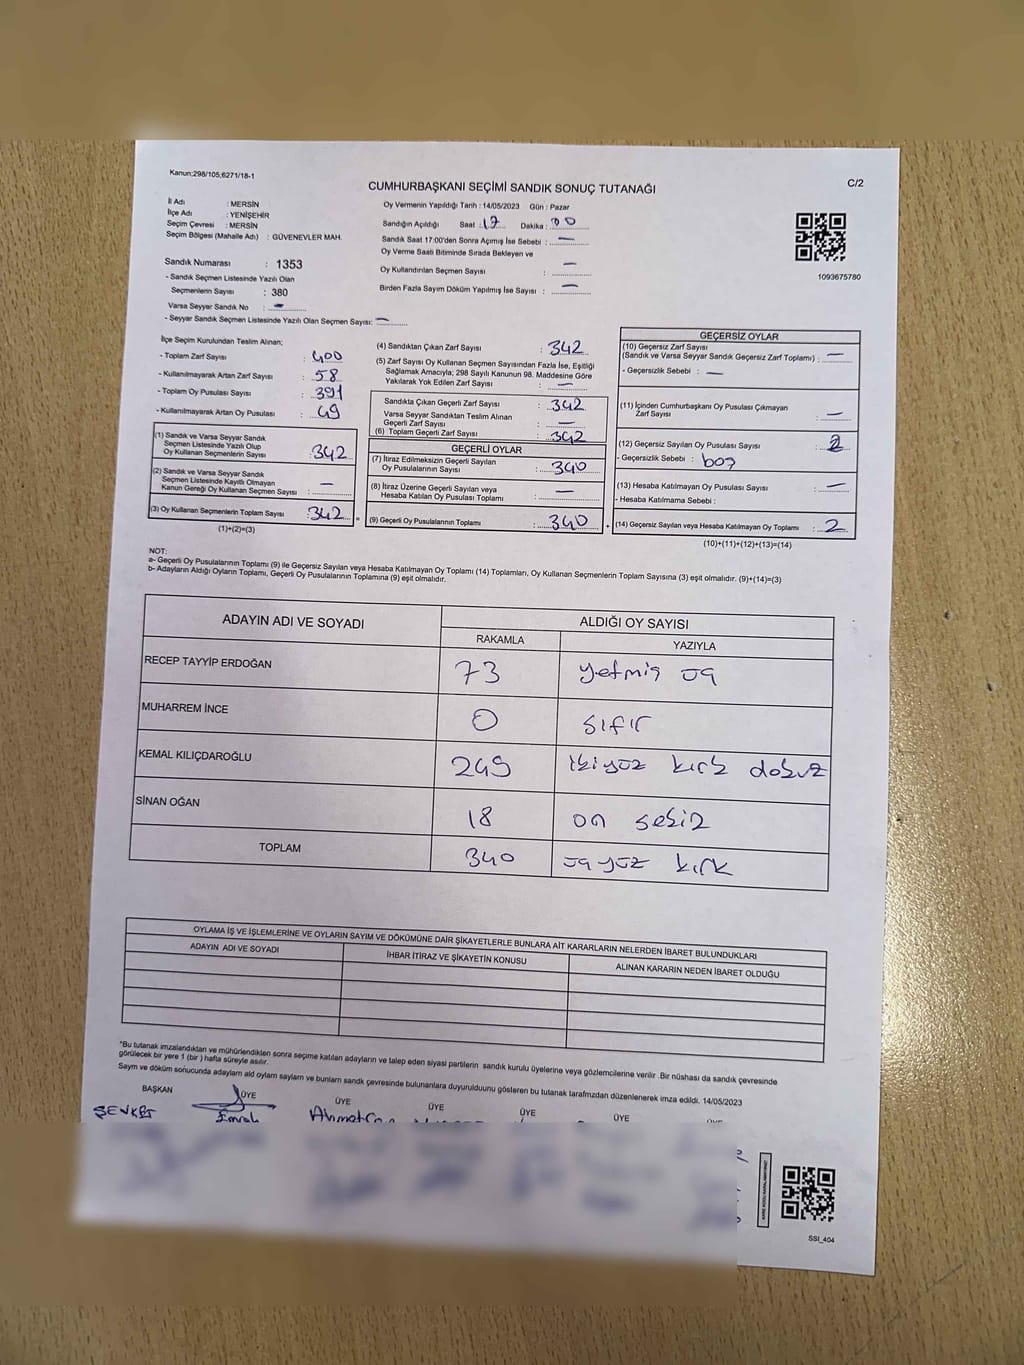 Kanun;298/105;6271/18-1
CUMHURBAŞKANI SEÇİMİ SANDIK SONUÇ TUTANAĞI
C/2
İl Adı : MERSİN
İlçe Adı : YENİŞEHİR
Seçim Çevresi : MERSİN
Seçim Bölgesi (Mahalle Adı) : GÜVENEVLER MAH.
Sandık Numarası : 1353
- Sandık Seçmen Listesinde Yazılı Olan
Seçmenlerin Sayısı : 380
Varsa Seyyar Sandık No : -
- Seyyar Sandık Seçmen Listesinde Yazılı Olan Seçmen Sayısı: -
Oy Vermenin Yapıldığı Tarih : 14/05/2023 Gün : Pazar
Sandığın Açıldığı Saat : 17 Dakika : 00
Sandık Saat 17:00'den Sonra Açımış İse Sebebi : -
Oy Verme Saati Bitiminde Sırada Bekleyen ve
Oy Kullandırılan Seçmen Sayısı : -
Birden Fazla Sayım Döküm Yapılmış İse Sayısı : -
1093675780
İlçe Seçim Kurulundan Teslim Alınan;
- Toplam Zarf Sayısı : 400
- Kullanılmayarak Artan Zarf Sayısı : 58
- Toplam Oy Pusulası Sayısı : 391
- Kullanılmayarak Artan Oy Pusulası : 49
(1) Sandık ve Varsa Seyyar Sandık
Seçmen Listesinde Yazılı Olup
Oy Kullanan Seçmenlerin Sayısı : 342
(2) Sandık ve Varsa Seyyar Sandık
Seçmen Listesinde Kayıtlı Olmayan
Kanun Gereği Oy Kullanan Seçmen Sayısı : -
(3) Oy Kullanan Seçmenlerin Toplam Sayısı : 342
(1)+(2)=(3)
(4) Sandıktan Çıkan Zarf Sayısı : 342
(5) Zarf Sayısı Oy Kullanan Seçmen Sayısından Fazla İse, Eşitliği
Sağlamak Amacıyla; 298 Sayılı Kanunun 98. Maddesine Göre
Yakılarak Yok Edilen Zarf Sayısı : -
Sandıkta Çıkan Geçerli Zarf Sayısı : 342
Varsa Seyyar Sandıktan Teslim Alınan
Geçerli Zarf Sayısı : -
(6) Toplam Geçerli Zarf Sayısı : 342
GEÇERLİ OYLAR
(7) İtiraz Edilmeksizin Geçerli Sayılan
Oy Pusulalarının Sayısı : 340
(8) İtiraz Üzerine Geçerli Sayılan veya
Hesaba Katılan Oy Pusulası Toplamı : -
(9) Geçerli Oy Pusulalarının Toplamı : 340
GEÇERSİZ OYLAR
(10) Geçersiz Zarf Sayısı
(Sandık ve Varsa Seyyar Sandık Geçersiz Zarf Toplamı) : -
- Geçersizlik Sebebi : -
(11) İçinden Cumhurbaşkanı Oy Pusulası Çıkmayan
Zarf Sayısı : -
(12) Geçersiz Sayılan Oy Pusulası Sayısı : 2
- Geçersizlik Sebebi : boş
(13) Hesaba Katılmayan Oy Pusulası Sayısı : -
- Hesaba Katılmama Sebebi :
(14) Geçersiz Sayılan veya Hesaba Katılmayan Oy Toplamı : 2
(10)+(11)+(12)+(13)=(14)
NOT:
a- Geçerli Oy Pusulalarının Toplamı (9) ile Geçersiz Sayılan veya Hesaba Katılmayan Oy Toplamı (14) Toplamları, Oy Kullanan Seçmenlerin Toplam Sayısına (3) eşit olmalıdır. (9)+(14)=(3)
b- Adayların Aldığı Oyların Toplamı, Geçerli Oy Pusulalarının Toplamına (9) eşit olmalıdır.
ADAYIN ADI VE SOYADI ALDIĞI OY SAYISI
RAKAMLA YAZIYLA
RECEP TAYYİP ERDOĞAN 73 yetmiş üç
MUHARREM İNCE 0 sıfır
KEMAL KILIÇDAROĞLU 249 ikiyüz kırk dokuz
SİNAN OĞAN 18 on sekiz
TOPLAM 340 üçyüz kırk
OYLAMA İŞ VE İŞLEMLERİNE VE OYLARIN SAYIM VE DÖKÜMÜNE DAİR ŞİKAYETLERLE BUNLARA AİT KARARLARIN NELERDEN İBARET BULUNDUKLARI
ADAYIN ADI VE SOYADI İHBAR İTİRAZ VE ŞİKAYETİN KONUSU ALINAN KARARIN NEDEN İBARET OLDUĞU
*Bu tutanak imzalandıktan ve mühürlendikten sonra seçime katılan adayların ve talep eden siyasi partilerin sandık kurulu üyelerine veya gözlemcilerine verilir .Bir nüshası da sandık çevresinde
görülecek bir yere 1 (bir ) hafta süreyle asılır.
Sayım ve döküm sonucunda adayların ald oyların sayların ve bunların sandık çevresinde bulunanlara duyurulduunu gösteren bu tutanak tarafmzdan düzenlenerek imza edildi. 14/05/2023
BAŞKAN ÜYE ÜYE ÜYE ÜYE ÜYE
ŞEVKET Emrah
SSI_404